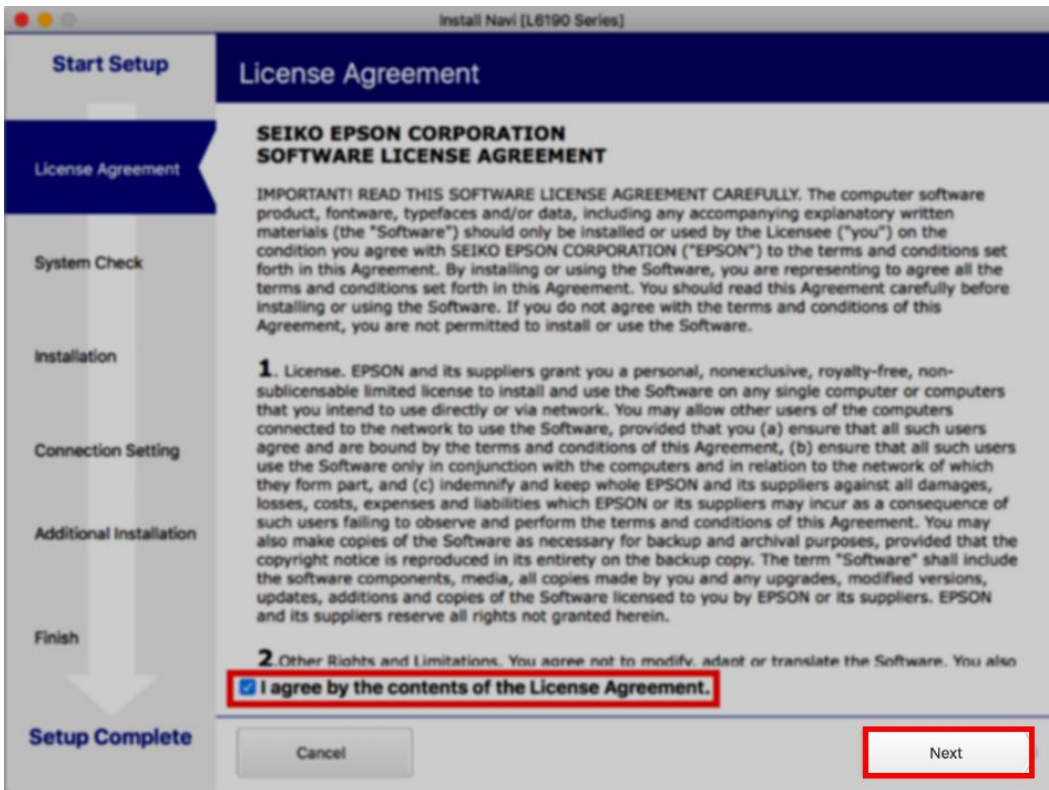 Install Navi [L6190 Series]
Start Setup
License Agreement
System Check
Installation
Connection Setting
Additional Installation
Finish
Setup Complete
License Agreement
SEIKO EPSON CORPORATION
SOFTWARE LICENSE AGREEMENT
IMPORTANT! READ THIS SOFTWARE LICENSE AGREEMENT CAREFULLY. The computer software
product, fontware, typefaces and/or data, including any accompanying explanatory written
materials (the "Software") should only be installed or used by the Licensee ("you") on the
condition you agree with SEIKO EPSON CORPORATION ("EPSON") to the terms and conditions set
forth in this Agreement. By installing or using the Software, you are representing to agree all the
terms and conditions set forth in this Agreement. You should read this Agreement carefully before
installing or using the Software. If you do not agree with the terms and conditions of this
Agreement, you are not permitted to install or use the Software.
1. License. EPSON and its suppliers grant you a personal, nonexclusive, royalty-free, non-
sublicensable limited license to install and use the Software on any single computer or computers
that you intend to use directly or via network. You may allow other users of the computers
connected to the network to use the Software, provided that you (a) ensure that all such users
agree and are bound by the terms and conditions of this Agreement, (b) ensure that all such users
use the Software only in conjunction with the computers and in relation to the network of which
they form part, and (c) indemnify and keep whole EPSON and its suppliers against all damages,
losses, costs, expenses and liabilities which EPSON or its suppliers may incur as a consequence of
such users failing to observe and perform the terms and conditions of this Agreement. You may
also make copies of the Software as necessary for backup and archival purposes, provided that the
copyright notice is reproduced in its entirety on the backup copy. The term "Software" shall include
the software components, media, all copies made by you and any upgrades, modified versions,
updates, additions and copies of the Software licensed to you by EPSON or its suppliers. EPSON
and its suppliers reserve all rights not granted herein.
2.Other Rights and Limitations. You agree not to modify, adapt or translate the Software. You also
I agree by the contents of the License Agreement.
Cancel
Next